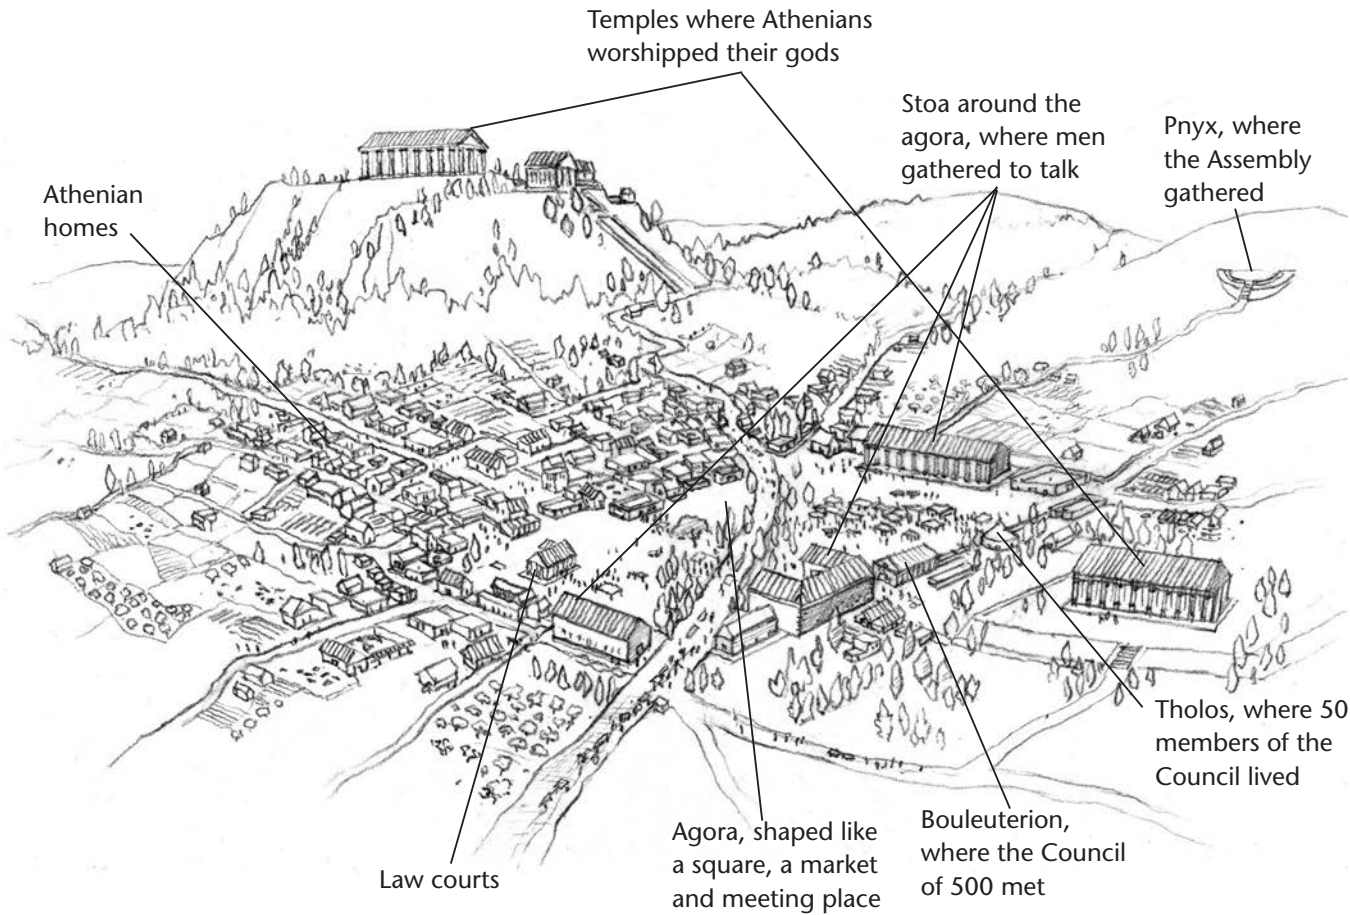 Temples where Athenians
worshipped their gods
Stoa around the
agora, where men
gathered to talk
Pnyx, where
the Assembly
gathered
Athenian
homes
Tholos, where 50
members of the
Council lived
Bouleuterion,
where the Council
of 500 met
Agora, shaped like
a square, a market
and meeting place
Law courts